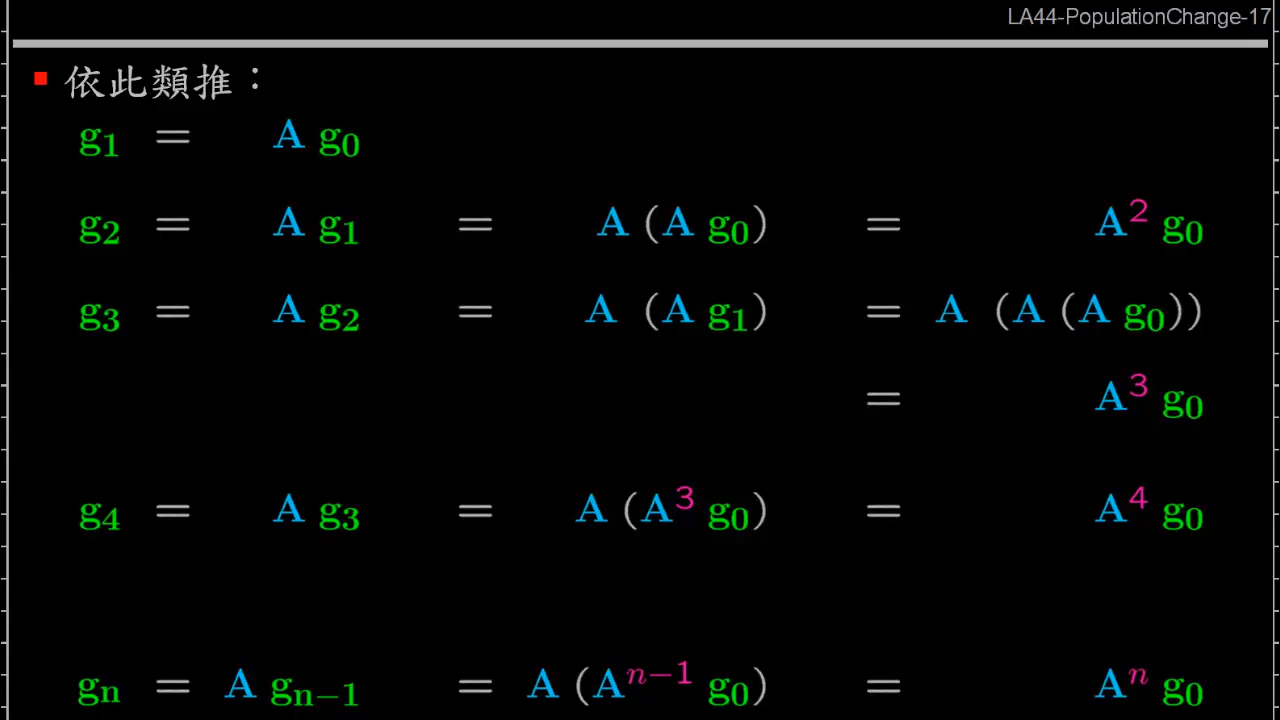 LA44-PopulationChange-17
依此類推：
g₁ = A g₀
g₂ = A g₁ = A (A g₀) = A² g₀
g₃ = A g₂ = A (A g₁) = A (A (A g₀))
= A³ g₀
g₄ = A g₃ = A (A³ g₀) = A⁴ g₀
gₙ = A gₙ₋₁ = A (Aⁿ⁻¹ g₀) = Aⁿ g₀